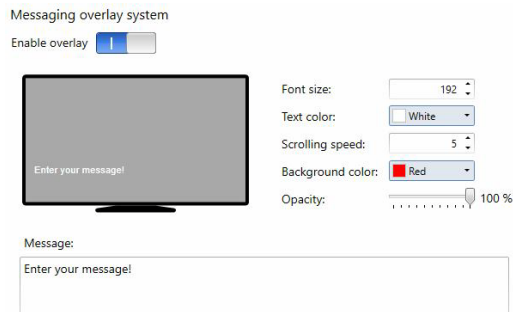 Messaging overlay system
Enable overlay
Font size: 192
Text color: White
Scrolling speed: 5
Background color: Red
Opacity: 100 %
Enter your message!
Message:
Enter your message!